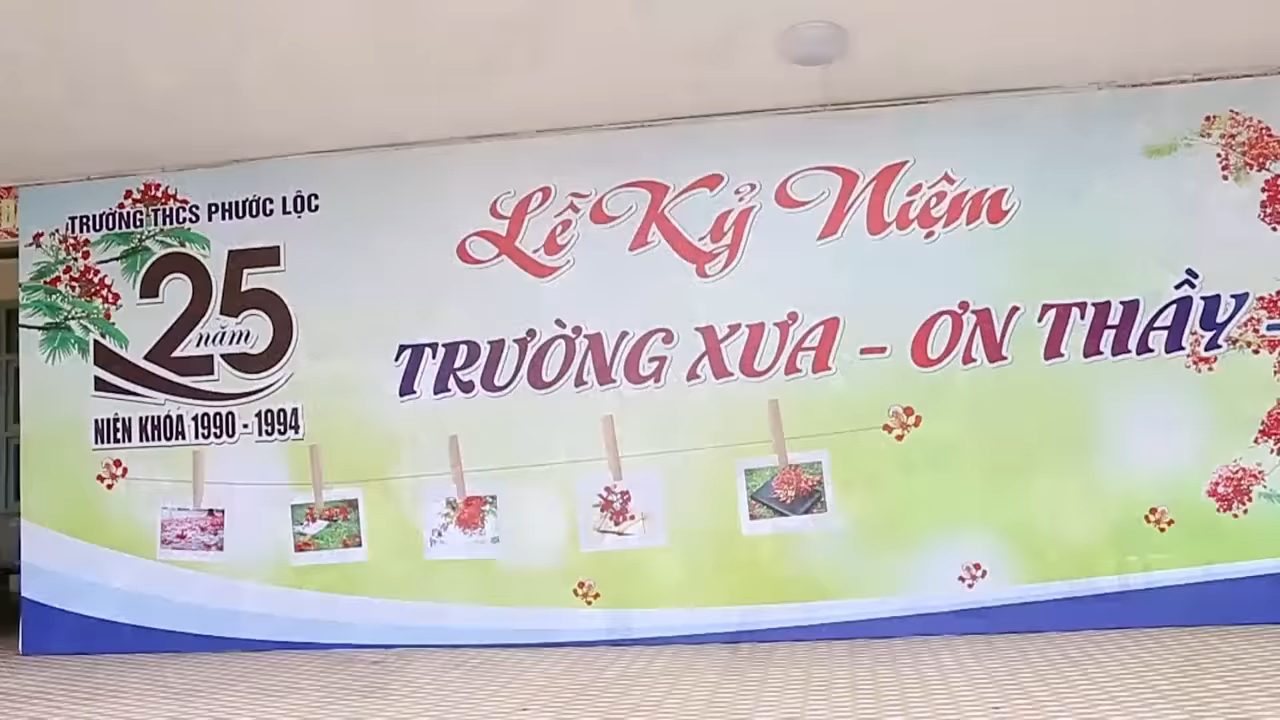 TRƯỜNG THCS PHƯỚC LỘC
25
năm
NIÊN KHÓA 1990 - 1994
Lễ Kỷ Niệm
TRƯỜNG XƯA - ƠN THẦY -